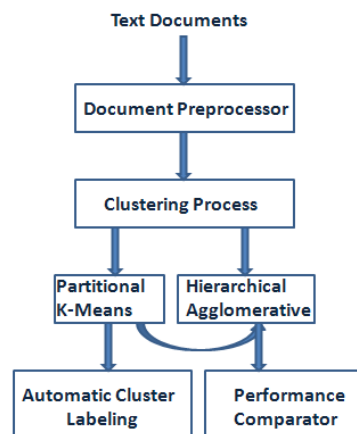 Text Documents
Document Preprocessor
Clustering Process
Partitional
K-Means
Hierarchical
Agglomerative
Automatic Cluster
Labeling
Performance
Comparator